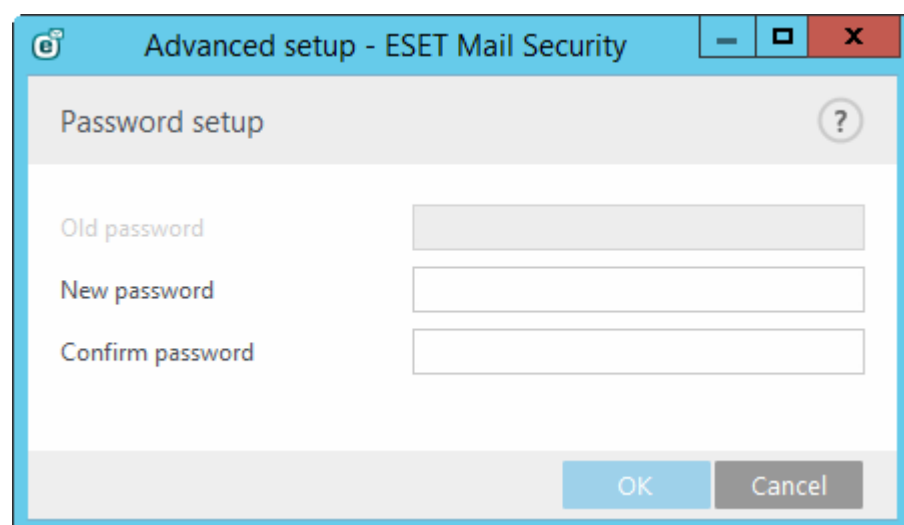 Advanced setup - ESET Mail Security
Password setup
?
Old password
New password
Confirm password
OK Cancel